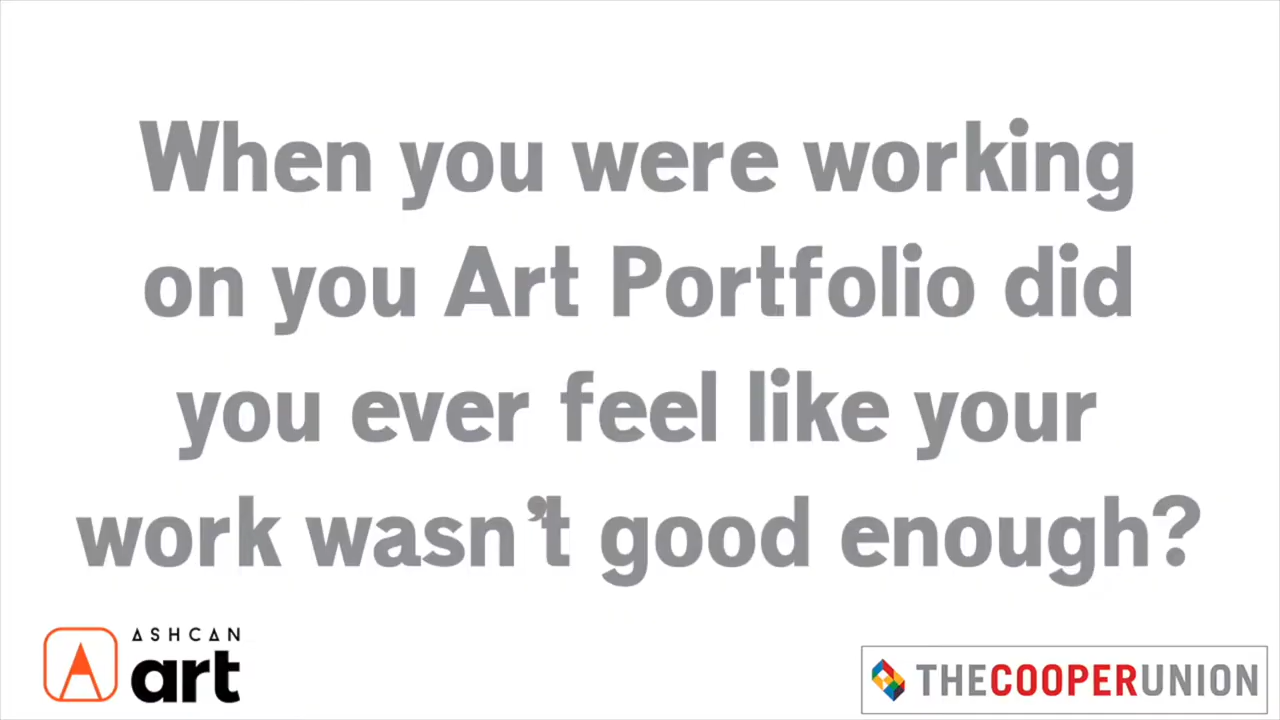 When you were working
on you Art Portfolio did
you ever feel like your
work wasn't good enough?
ASHCAN
art
THECOOPERUNION